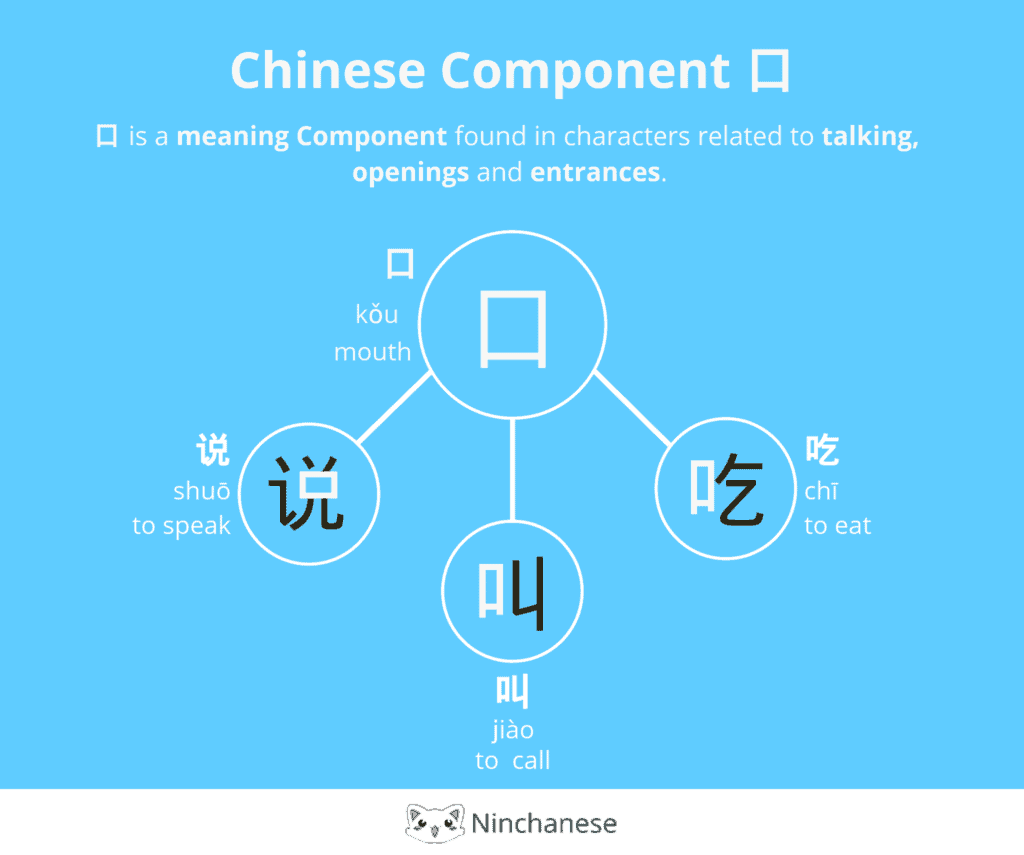 Chinese Component 口
口 is a meaning Component found in characters related to talking,
openings and entrances.
口
kǒu
mouth
口
说
shuō
to speak
说
叫
叫
jiào
to call
吃
吃
chī
to eat
Ninchanese